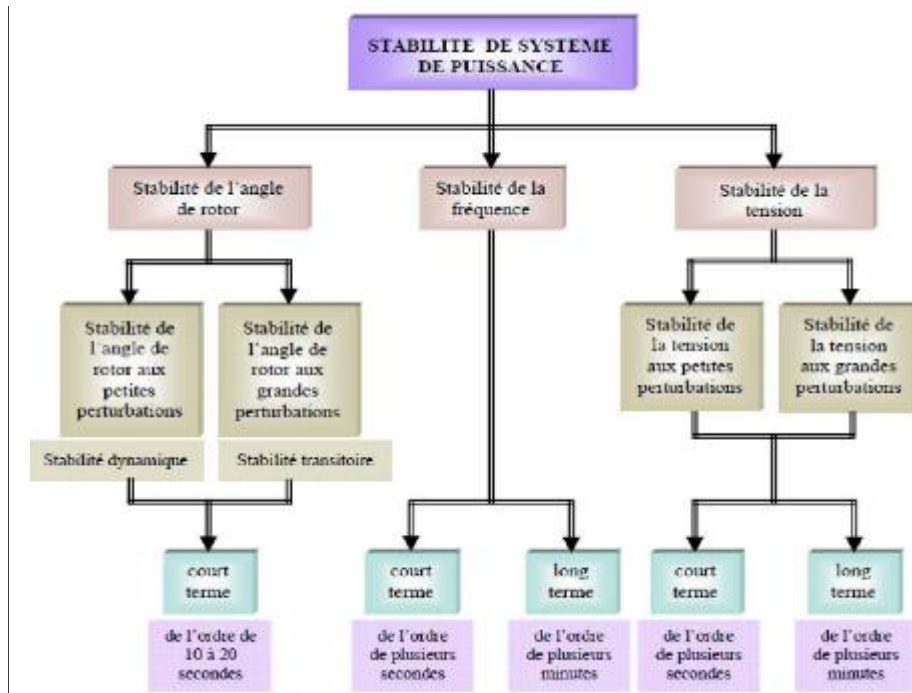 STABILITE DE SYSTEME
DE PUISSANCE
Stabilité de l'angle
de rotor
Stabilité de la
fréquence
Stabilité de la
tension
Stabilité de
l'angle de
rotor aux
petites
perturbations
Stabilité de
l'angle de
rotor aux
grandes
perturbations
Stabilité de
la tension
aux petites
perturbations
Stabilité de
la tension
aux grandes
perturbations
Stabilité dynamique
Stabilité transitoire
court
terme
court
terme
long
terme
court
terme
long
terme
de l'ordre de
10 à 20
secondes
de l'ordre
de plusieurs
secondes
de l'ordre
de plusieurs
minutes
de l'ordre
de plusieurs
secondes
de l'ordre
de plusieurs
minutes